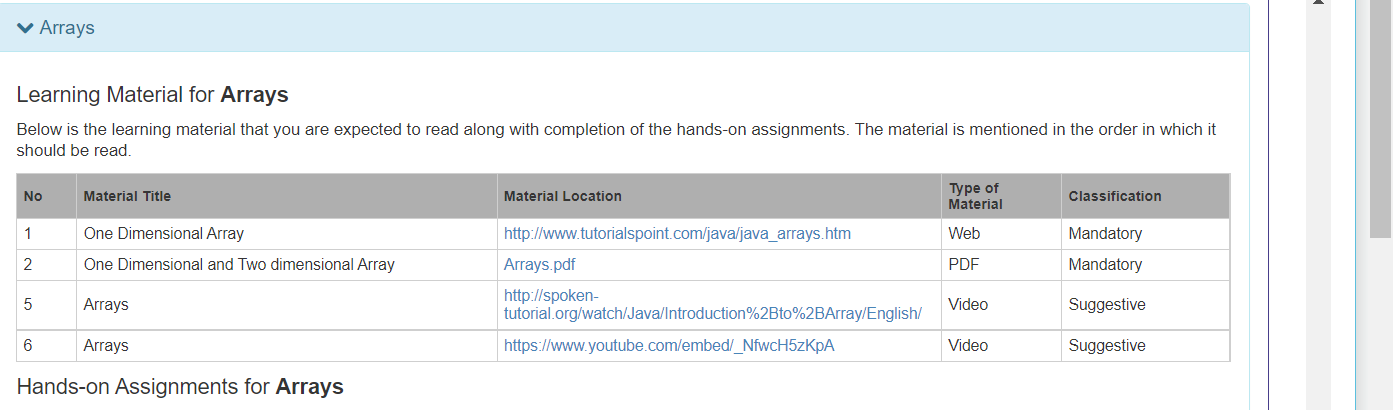 Arrays
Learning Material for Arrays
Below is the learning material that you are expected to read along with completion of the hands-on assignments. The material is mentioned in the order in which it
should be read.
No Material Title Material Location Type of Material Classification
1 One Dimensional Array http://www.tutorialspoint.com/java/java_arrays.htm Web Mandatory
2 One Dimensional and Two dimensional Array Arrays.pdf PDF Mandatory
5 Arrays http://spoken-tutorial.org/watch/Java/Introduction%2Bto%2BArray/English/ Video Suggestive
6 Arrays https://www.youtube.com/embed/_NfwcH5zKpA Video Suggestive
Hands-on Assignments for Arrays